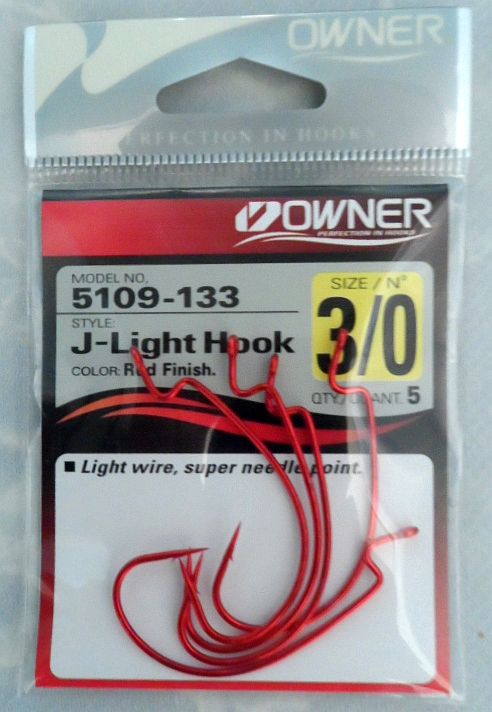 OWNER
PERFECTION IN HOOKS
OWNER
PERFECTION IN HOOKS
MODEL NO.
5109-133
STYLE:
J-Light Hook
COLOR: Red Finish.
SIZE / Nº
3/0
QTY./QUANT. 5
■ Light wire, super needle point.